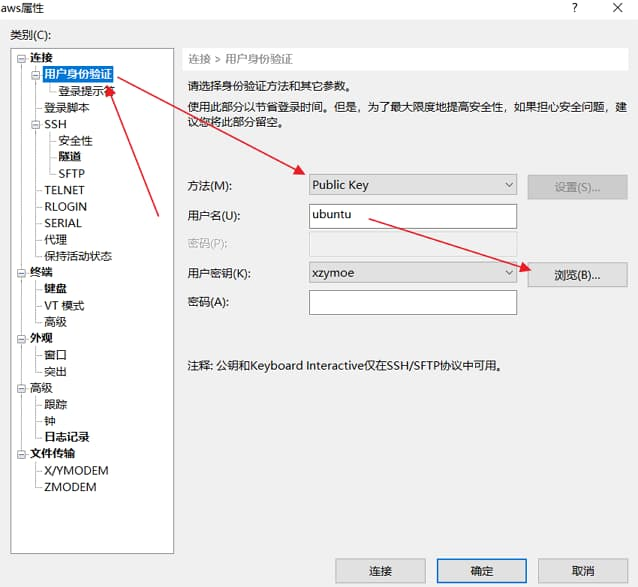 aws属性
类别(C):
连接
用户身份验证
登录提示符
登录脚本
SSH
安全性
隧道
SFTP
TELNET
RLOGIN
SERIAL
代理
保持活动状态
终端
键盘
VT 模式
高级
外观
窗口
突出
高级
跟踪
钟
日志记录
文件传输
X/YMODEM
ZMODEM
连接 > 用户身份验证
请选择身份验证方法和其它参数。
使用此部分以节省登录时间。但是，为了最大限度地提高安全性，如果担心安全问题，建
议您将此部分留空。
方法(M):
Public Key
设置(S)...
用户名(U):
ubuntu
密码(P):
用户密钥(K):
xzymoe
浏览(B)...
密码(A):
注释: 公钥和Keyboard Interactive仅在SSH/SFTP协议中可用。
连接
确定
取消